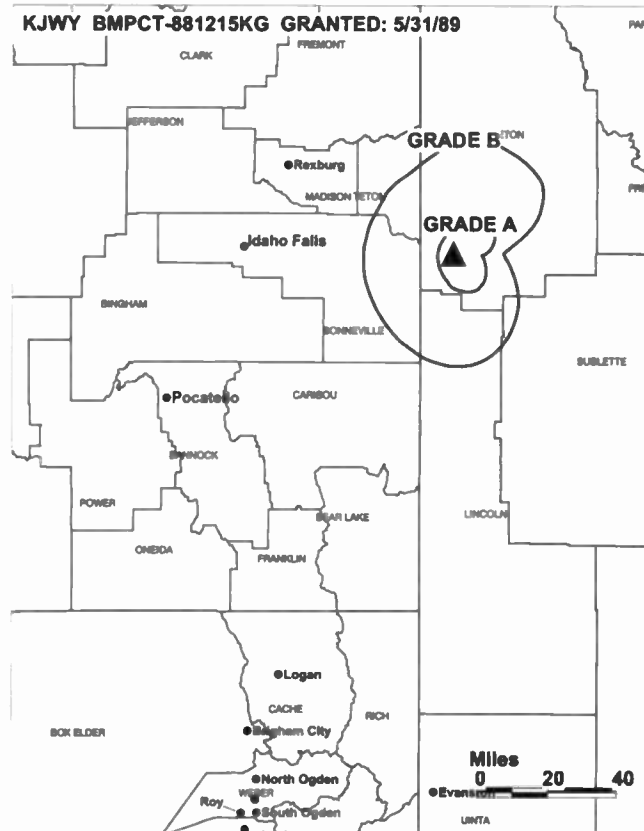 KJWY BMPCT-881215KG GRANTED: 5/31/89
CLARK
FREMONT
JEFFERSON
GRADE B
Rexburg
MADISON
TETON
GRADE A
Idaho Falls
BINGHAM
BONNEVILLE
SUBLETTE
Pocatello
CARIBOU
BANNOCK
POWER
BEAR LAKE
LINCOLN
ONEIDA
FRANKLIN
Logan
CACHE
RICH
BOX ELDER
Brigham City
Miles
0 20 40
North Ogden
WEBER
Evanston
Roy
South Ogden
UINTA